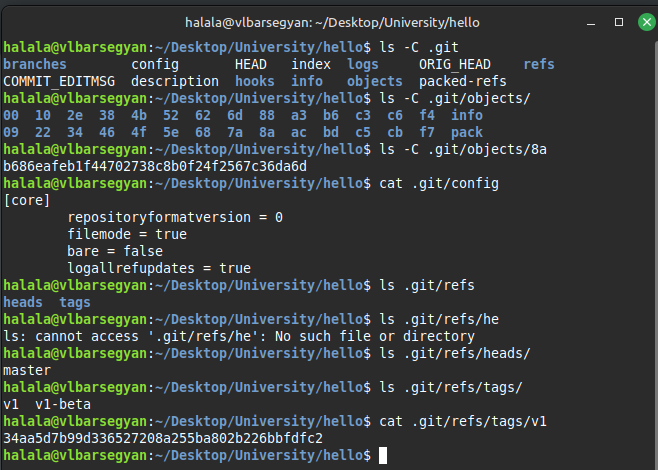 halala@vlbarsegyan: ~/Desktop/University/hello
halala@vlbarsegyan:~/Desktop/University/hello$ ls -C .git
branches        config       HEAD   index  logs     ORIG_HEAD    refs
COMMIT_EDITMSG  description  hooks  info   objects  packed-refs
halala@vlbarsegyan:~/Desktop/University/hello$ ls -C .git/objects/
00  10  2e  38  4b  52  62  6d  88  a3  b6  c3  c6  f4  info
09  22  34  46  4f  5e  68  7a  8a  ac  bd  c5  cb  f7  pack
halala@vlbarsegyan:~/Desktop/University/hello$ ls -C .git/objects/8a
b686eafeb1f44702738c8b0f24f2567c36da6d
halala@vlbarsegyan:~/Desktop/University/hello$ cat .git/config
[core]
        repositoryformatversion = 0
        filemode = true
        bare = false
        logallrefupdates = true
halala@vlbarsegyan:~/Desktop/University/hello$ ls .git/refs
heads  tags
halala@vlbarsegyan:~/Desktop/University/hello$ ls .git/refs/he
ls: cannot access '.git/refs/he': No such file or directory
halala@vlbarsegyan:~/Desktop/University/hello$ ls .git/refs/heads/
master
halala@vlbarsegyan:~/Desktop/University/hello$ ls .git/refs/tags/
v1  v1-beta
halala@vlbarsegyan:~/Desktop/University/hello$ cat .git/refs/tags/v1
34aa5d7b99d336527208a255ba802b226bbfdfc2
halala@vlbarsegyan:~/Desktop/University/hello$